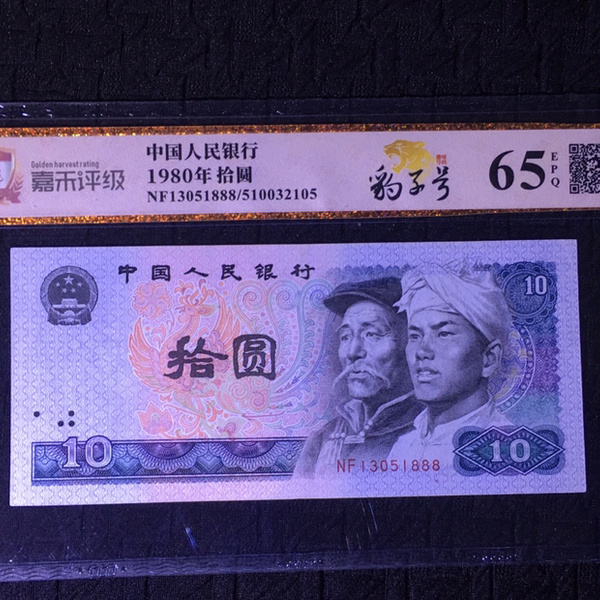 Golden harvest rating
嘉禾评级
中国人民银行
1980年 拾圆
NF13051888/510032105
豹子号
65
EPQ
中国人民银行
10
拾圆
10
NF13051888
10